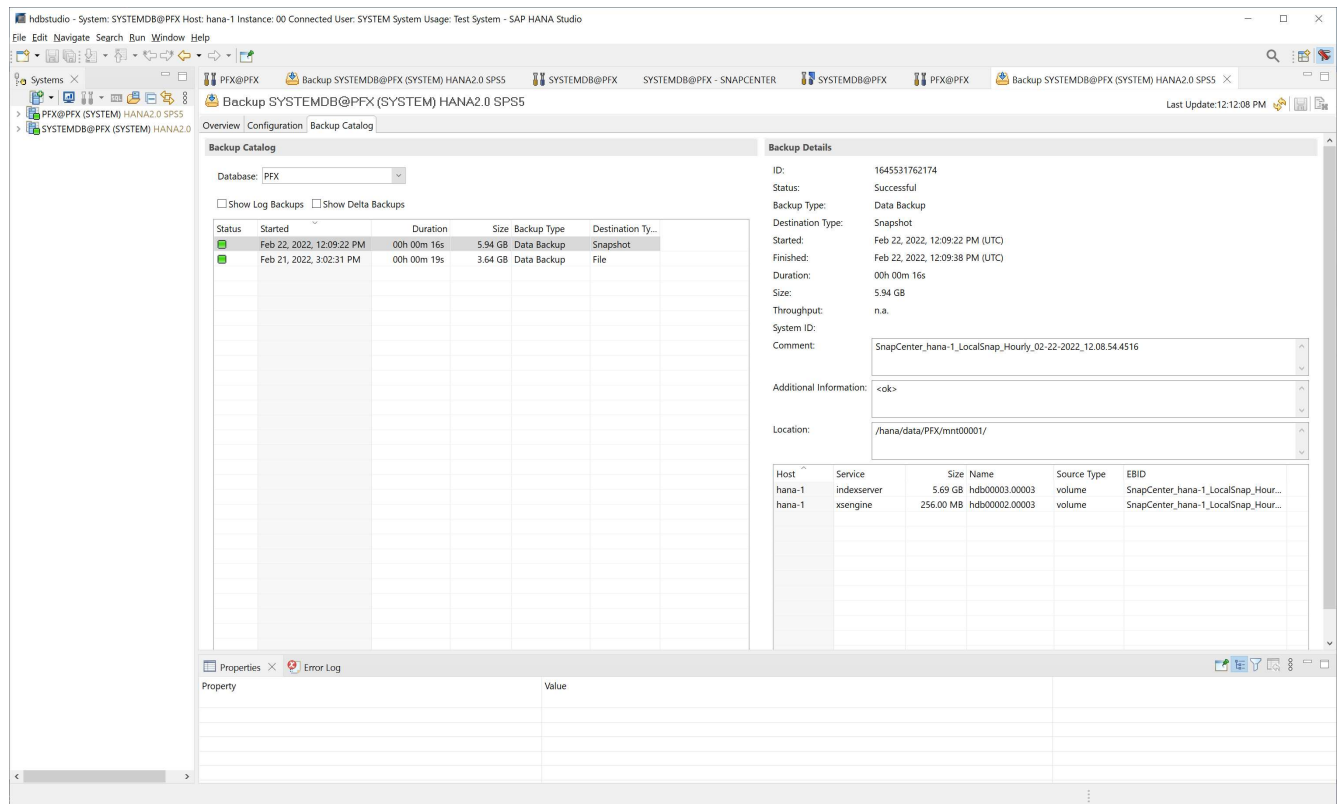 hdbstudio - System: SYSTEMDB@PFX Host: hana-1 Instance: 00 Connected User: SYSTEM System Usage: Test System - SAP HANA Studio
File Edit Navigate Search Run Window Help
Systems
PFX@PFX
Backup SYSTEMDB@PFX (SYSTEM) HANA2.0 SPS5
SYSTEMDB@PFX
SYSTEMDB@PFX - SNAPCENTER
SYSTEMDB@PFX
PFX@PFX
Backup SYSTEMDB@PFX (SYSTEM) HANA2.0 SPS5
PFX@PFX (SYSTEM) HANA2.0 SPS5
SYSTEMDB@PFX (SYSTEM) HANA2.0
Backup SYSTEMDB@PFX (SYSTEM) HANA2.0 SPS5
Last Update:12:12:08 PM
Overview Configuration Backup Catalog
Backup Catalog
Database: PFX
Show Log Backups Show Delta Backups
Status Started Duration Size Backup Type Destination Ty...
Feb 22, 2022, 12:09:22 PM 00h 00m 16s 5.94 GB Data Backup Snapshot
Feb 21, 2022, 3:02:31 PM 00h 00m 19s 3.64 GB Data Backup File
Backup Details
ID: 1645531762174
Status: Successful
Backup Type: Data Backup
Destination Type: Snapshot
Started: Feb 22, 2022, 12:09:22 PM (UTC)
Finished: Feb 22, 2022, 12:09:38 PM (UTC)
Duration: 00h 00m 16s
Size: 5.94 GB
Throughput: n.a.
System ID:
Comment: SnapCenter_hana-1_LocalSnap_Hourly_02-22-2022_12.08.54.4516
Additional Information: <ok>
Location: /hana/data/PFX/mnt00001/
Host Service Size Name Source Type EBID
hana-1 indexserver 5.69 GB hdb00003.00003 volume SnapCenter_hana-1_LocalSnap_Hour...
hana-1 xsengine 256.00 MB hdb00002.00003 volume SnapCenter_hana-1_LocalSnap_Hour...
Properties Error Log
Property Value